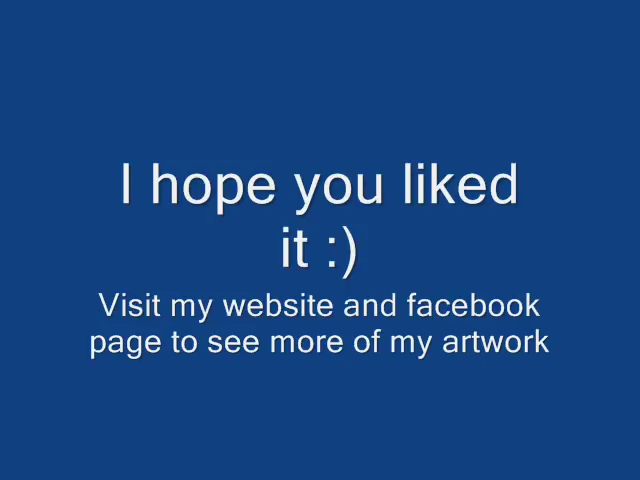 I hope you liked
it :)
Visit my website and facebook
page to see more of my artwork